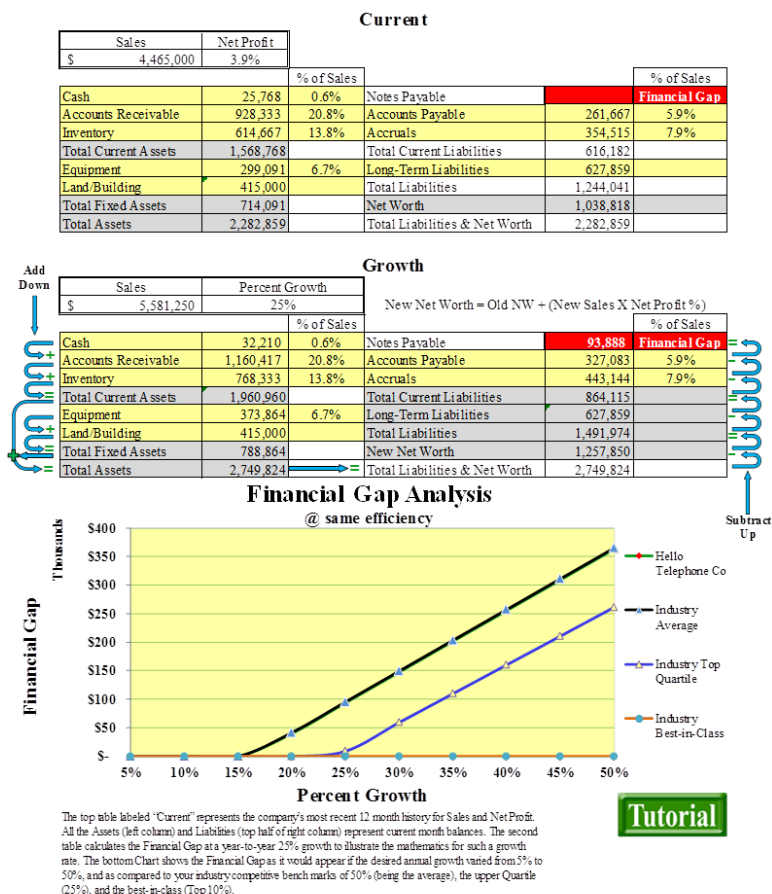 Current
Sales Net Profit
$ 4,465,000 3.9%
% of Sales % of Sales
Cash 25,768 0.6% Notes Payable Financial Gap
Accounts Receivable 928,333 20.8% Accounts Payable 261,667 5.9%
Inventory 614,667 13.8% Accruals 354,515 7.9%
Total Current Assets 1,568,768 Total Current Liabilities 616,182
Equipment 299,091 6.7% Long-Term Liabilities 627,859
Land/Building 415,000 Total Liabilities 1,244,041
Total Fixed Assets 714,091 Net Worth 1,038,818
Total Assets 2,282,859 Total Liabilities & Net Worth 2,282,859
Growth
Add
Down
Sales Percent Growth
$ 5,581,250 25% New Net Worth = Old NW + (New Sales X Net Profit %)
% of Sales % of Sales
Cash 32,210 0.6% Notes Payable 93,888 Financial Gap =
+ Accounts Receivable 1,160,417 20.8% Accounts Payable 327,083 5.9% -
+ Inventory 768,333 13.8% Accruals 443,144 7.9% -
= Total Current Assets 1,960,960 Total Current Liabilities 864,115 =
Equipment 373,864 6.7% Long-Term Liabilities 627,859 -
+ Land/Building 415,000 Total Liabilities 1,491,974 =
+ = Total Fixed Assets 788,864 New Net Worth 1,257,850 -
= Total Assets 2,749,824 = Total Liabilities & Net Worth 2,749,824
Subtract
Up
Financial Gap Analysis
@ same efficiency
Thousands
Financial Gap
$400
$350
$300
$250
$200
$150
$100
$50
$-
5% 10% 15% 20% 25% 30% 35% 40% 45% 50%
Percent Growth
Hello
Telephone Co
Industry
Average
Industry Top
Quartile
Industry
Best-in-Class
Tutorial
The top table labeled "Current" represents the company's most recent 12 month history for Sales and Net Profit.
All the Assets (left column) and Liabilities (top half of right column) represent current month balances. The second
table calculates the Financial Gap at a year-to-year 25% growth to illustrate the mathematics for such a growth
rate. The bottom Chart shows the Financial Gap as it would appear if the desired annual growth varied from 5% to
50%, and as compared to your industry competitive bench marks of 50% (being the average), the upper Quartile
(25%), and the best-in-class (Top 10%).